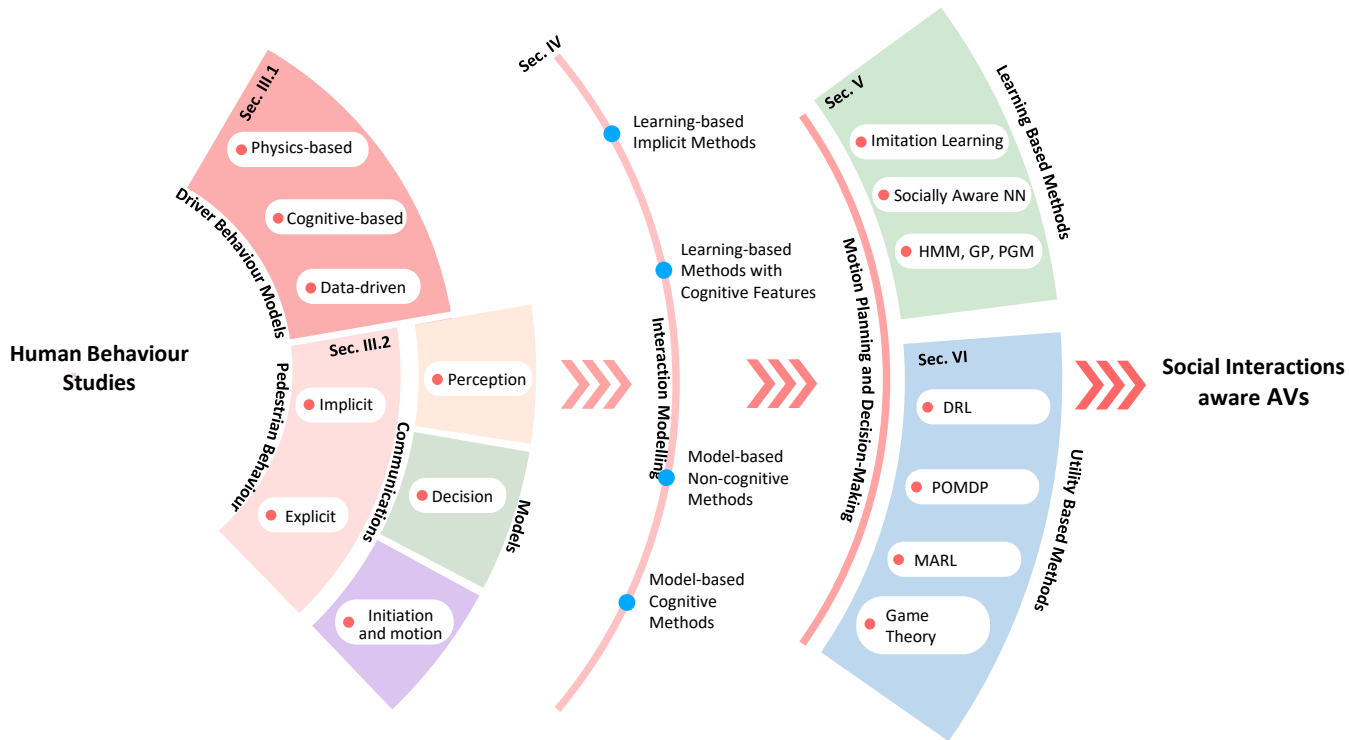 Human Behaviour
Studies
Sec. III.1
Physics-based
Cognitive-based
Data-driven
Driver Behaviour Models
Sec. III.2
Implicit
Explicit
Pedestrian Behaviour
Communications
Perception
Decision
Initiation
and motion
Models
Sec. IV
Learning-based
Implicit Methods
Learning-based
Methods with
Cognitive Features
Interaction Modelling
Model-based
Non-cognitive
Methods
Model-based
Cognitive
Methods
Motion Planning and Decision-Making
Sec. V
Imitation Learning
Socially Aware NN
HMM, GP, PGM
Learning Based Methods
Sec. VI
DRL
POMDP
MARL
Game
Theory
Utility Based Methods
Social Interactions
aware AVs